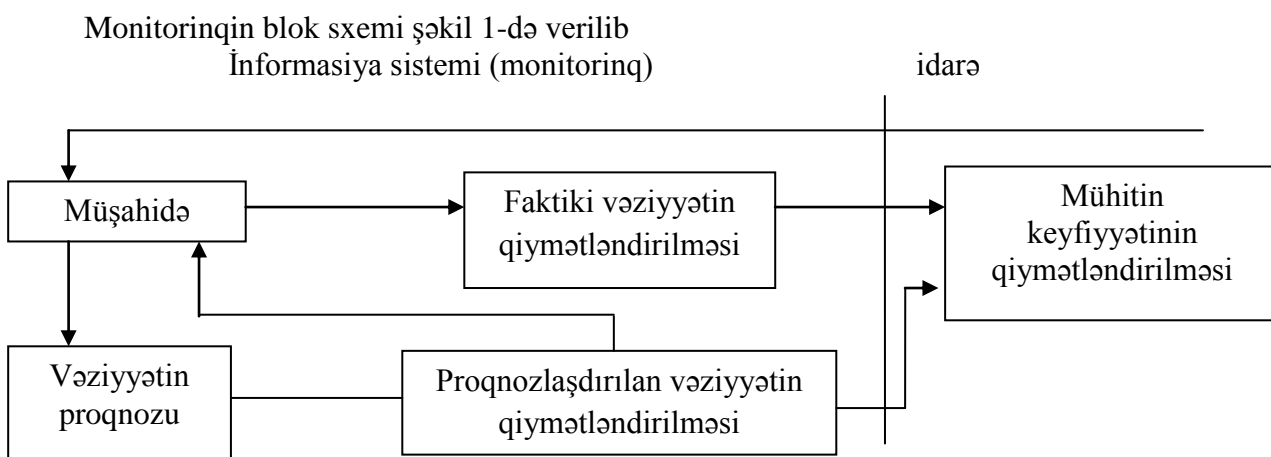 Monitorinqin blok sxemi şəkil 1-də verilib
İnformasiya sistemi (monitorinq) idarə
Müşahidə
Faktiki vəziyyətin
qiymətləndirilməsi
Mühitin
keyfiyyətinin
qiymətləndirilməsi
Vəziyyətin
proqnozu
Proqnozlaşdırılan vəziyyətin
qiymətləndirilməsi